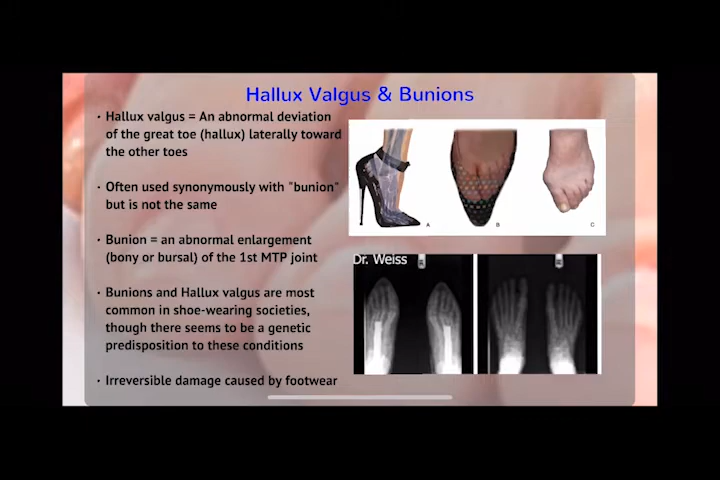 Hallux Valgus & Bunions
• Hallux valgus = An abnormal deviation
of the great toe (hallux) laterally toward
the other toes
• Often used synonymously with "bunion"
but is not the same
• Bunion = an abnormal enlargement
(bony or bursal) of the 1st MTP joint
• Bunions and Hallux valgus are most
common in shoe-wearing societies,
though there seems to be a genetic
predisposition to these conditions
• Irreversible damage caused by footwear
A
B
C
Dr. Weiss